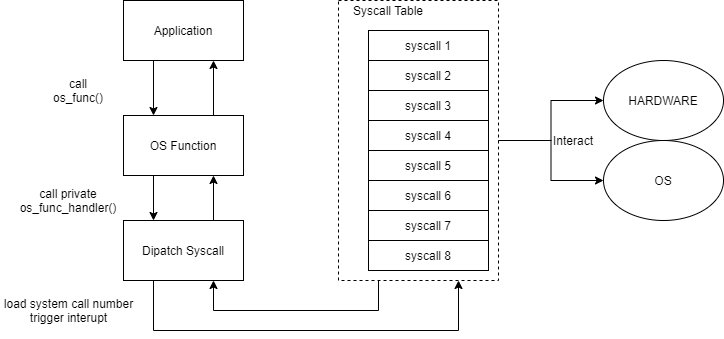 Application
call
os_func()
OS Function
call private
os_func_handler()
Dipatch Syscall
load system call number
trigger interupt
Syscall Table
syscall 1
syscall 2
syscall 3
syscall 4
syscall 5
syscall 6
syscall 7
syscall 8
Interact
HARDWARE
OS